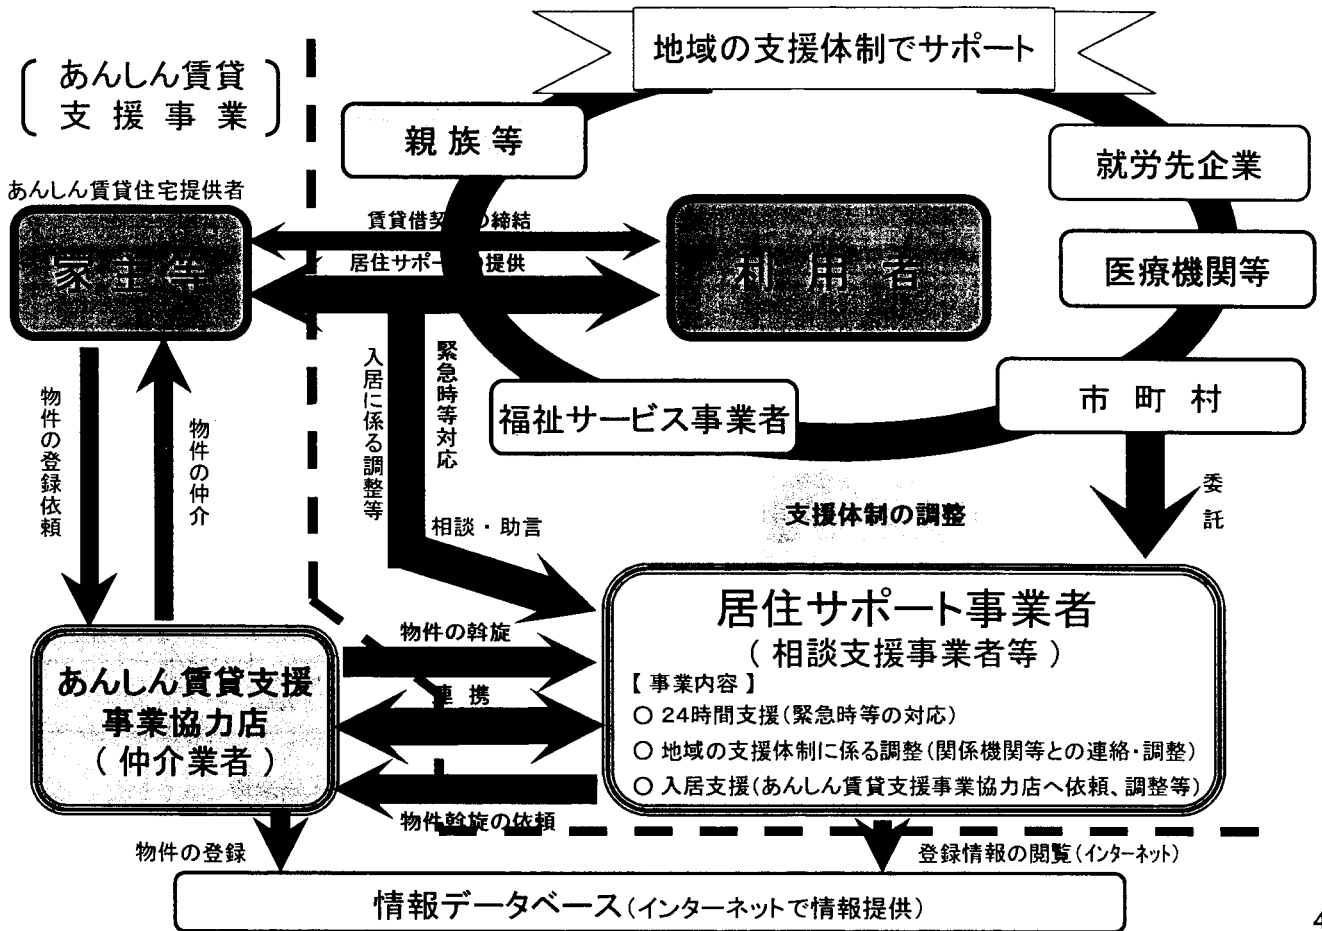 地域の支援体制でサポート
あんしん賃貸
支援事業
親族等
就労先企業
あんしん賃貸住宅提供者
家主等
賃貸借契の締結
利用者
居住サポーの提供
医療機関等
市町村
福祉サービス事業者
緊急時等対応
入居に係る調整等
物件の登録依頼
物件の仲介
相談・助言
支援体制の調整
委託
居住サポート事業者
(相談支援事業者等)
【事業内容】
○ 24時間支援(緊急時等の対応)
○ 地域の支援体制に係る調整(関係機関等との連絡・調整)
○ 入居支援(あんしん賃貸支援事業協力店へ依頼、調整等)
物件の斡旋
連携
物件斡旋の依頼
あんしん賃貸支援
事業協力店
(仲介業者)
物件の登録
登録情報の閲覧(インターネット)
情報データベース(インターネットで情報提供)
4